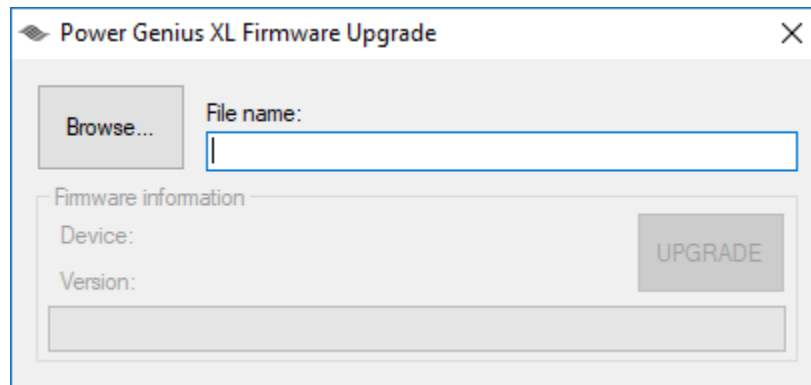 Power Genius XL Firmware Upgrade
Browse...
File name:
Firmware information
Device:
UPGRADE
Version: